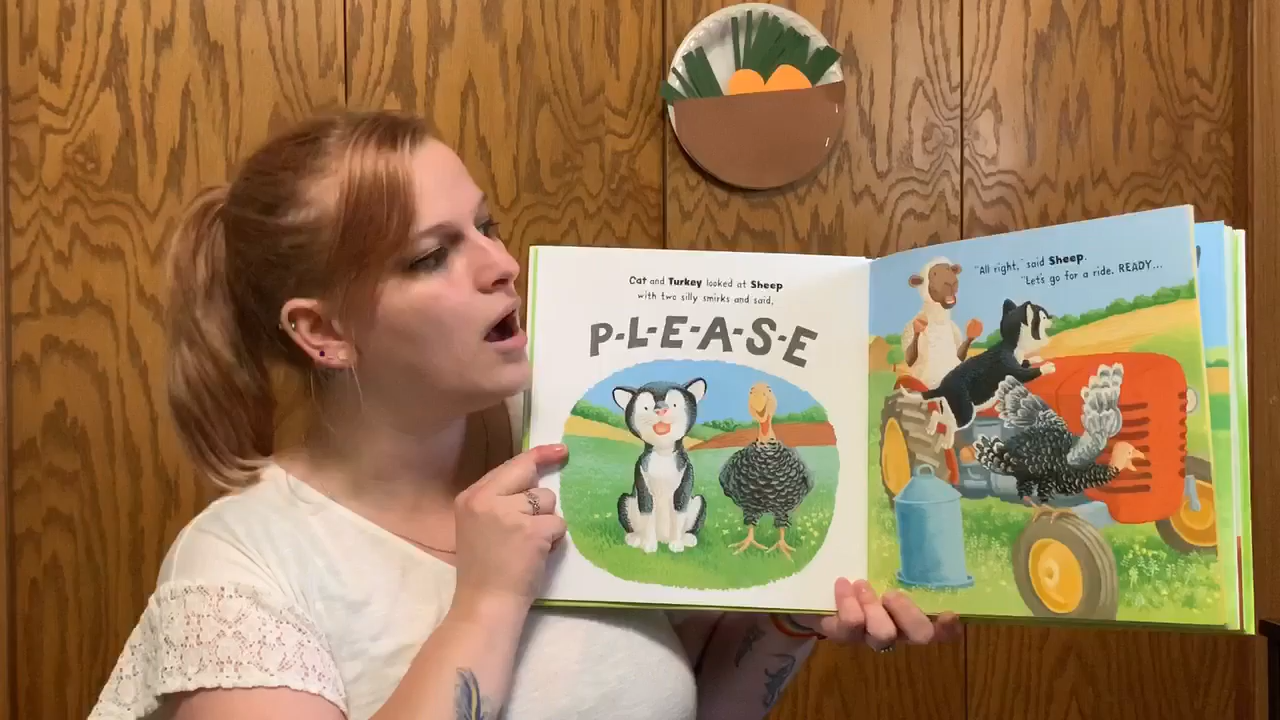 Cat and Turkey looked at Sheep
with two silly smirks and said,
P-L-E-A-S-E
"All right," said Sheep.
"Let's go for a ride. READY...